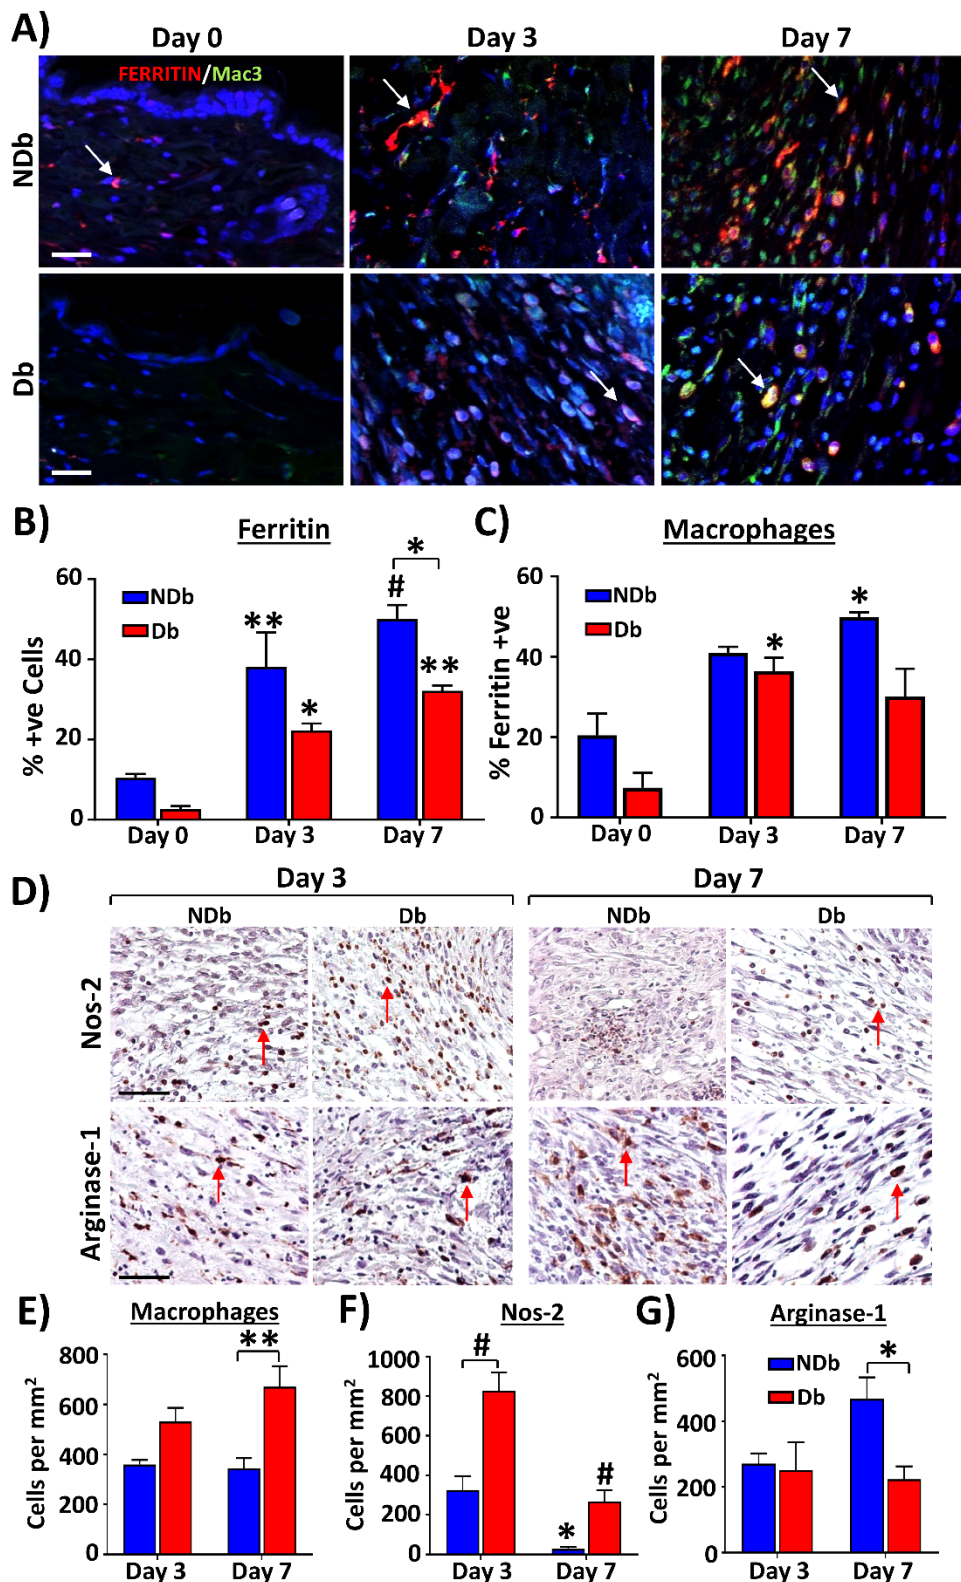 A)
Day 0
Day 3
Day 7
FERRITIN/Mac3
NDb
Db
B)
Ferritin
NDb
Db
*
#
**
*
**
% +ve Cells
60
40
20
0
Day 0
Day 3
Day 7
C)
Macrophages
NDb
Db
*
*
% Ferritin +ve
60
40
20
0
Day 0
Day 3
Day 7
D)
Day 3
Day 7
NDb
Db
NDb
Db
Nos-2
Arginase-1
E)
Macrophages
**
Cells per mm²
800
600
400
200
0
Day 3
Day 7
F)
Nos-2
#
#
*
Cells per mm²
1000
800
600
400
200
0
Day 3
Day 7
G)
Arginase-1
NDb
Db
*
Cells per mm²
600
400
200
0
Day 3
Day 7